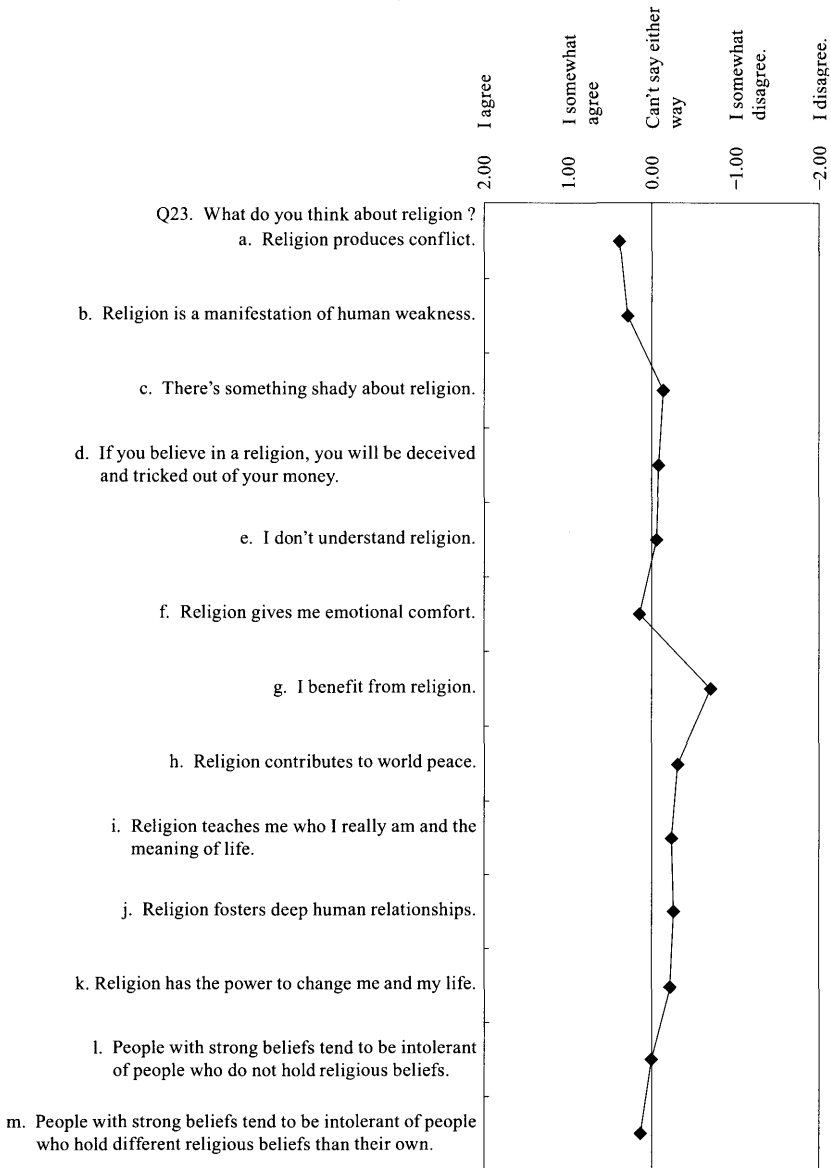 I agree
I somewhat
agree
Can't say either
way
I somewhat
disagree.
I disagree.
2.00
1.00
0.00
−1.00
−2.00
Q23. What do you think about religion ?
a. Religion produces conflict.
b. Religion is a manifestation of human weakness.
c. There's something shady about religion.
d. If you believe in a religion, you will be deceived
and tricked out of your money.
e. I don't understand religion.
f. Religion gives me emotional comfort.
g. I benefit from religion.
h. Religion contributes to world peace.
i. Religion teaches me who I really am and the
meaning of life.
j. Religion fosters deep human relationships.
k. Religion has the power to change me and my life.
l. People with strong beliefs tend to be intolerant
of people who do not hold religious beliefs.
m. People with strong beliefs tend to be intolerant of people
who hold different religious beliefs than their own.